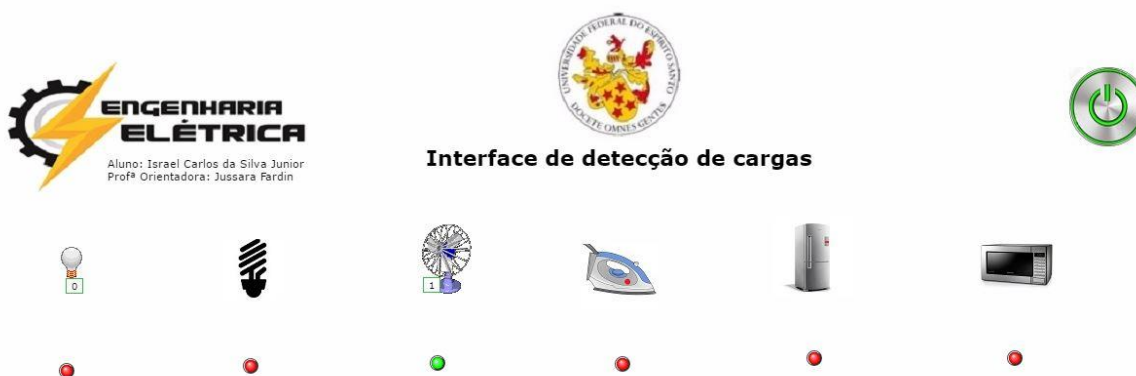 UNIVERSIDADE FEDERAL DO ESPÍRITO SANTO
DOCETE OMNES GENTES
ENGENHARIA
ELÉTRICA
Aluno: Israel Carlos da Silva Junior
Profª Orientadora: Jussara Fardin
Interface de detecção de cargas
0
1